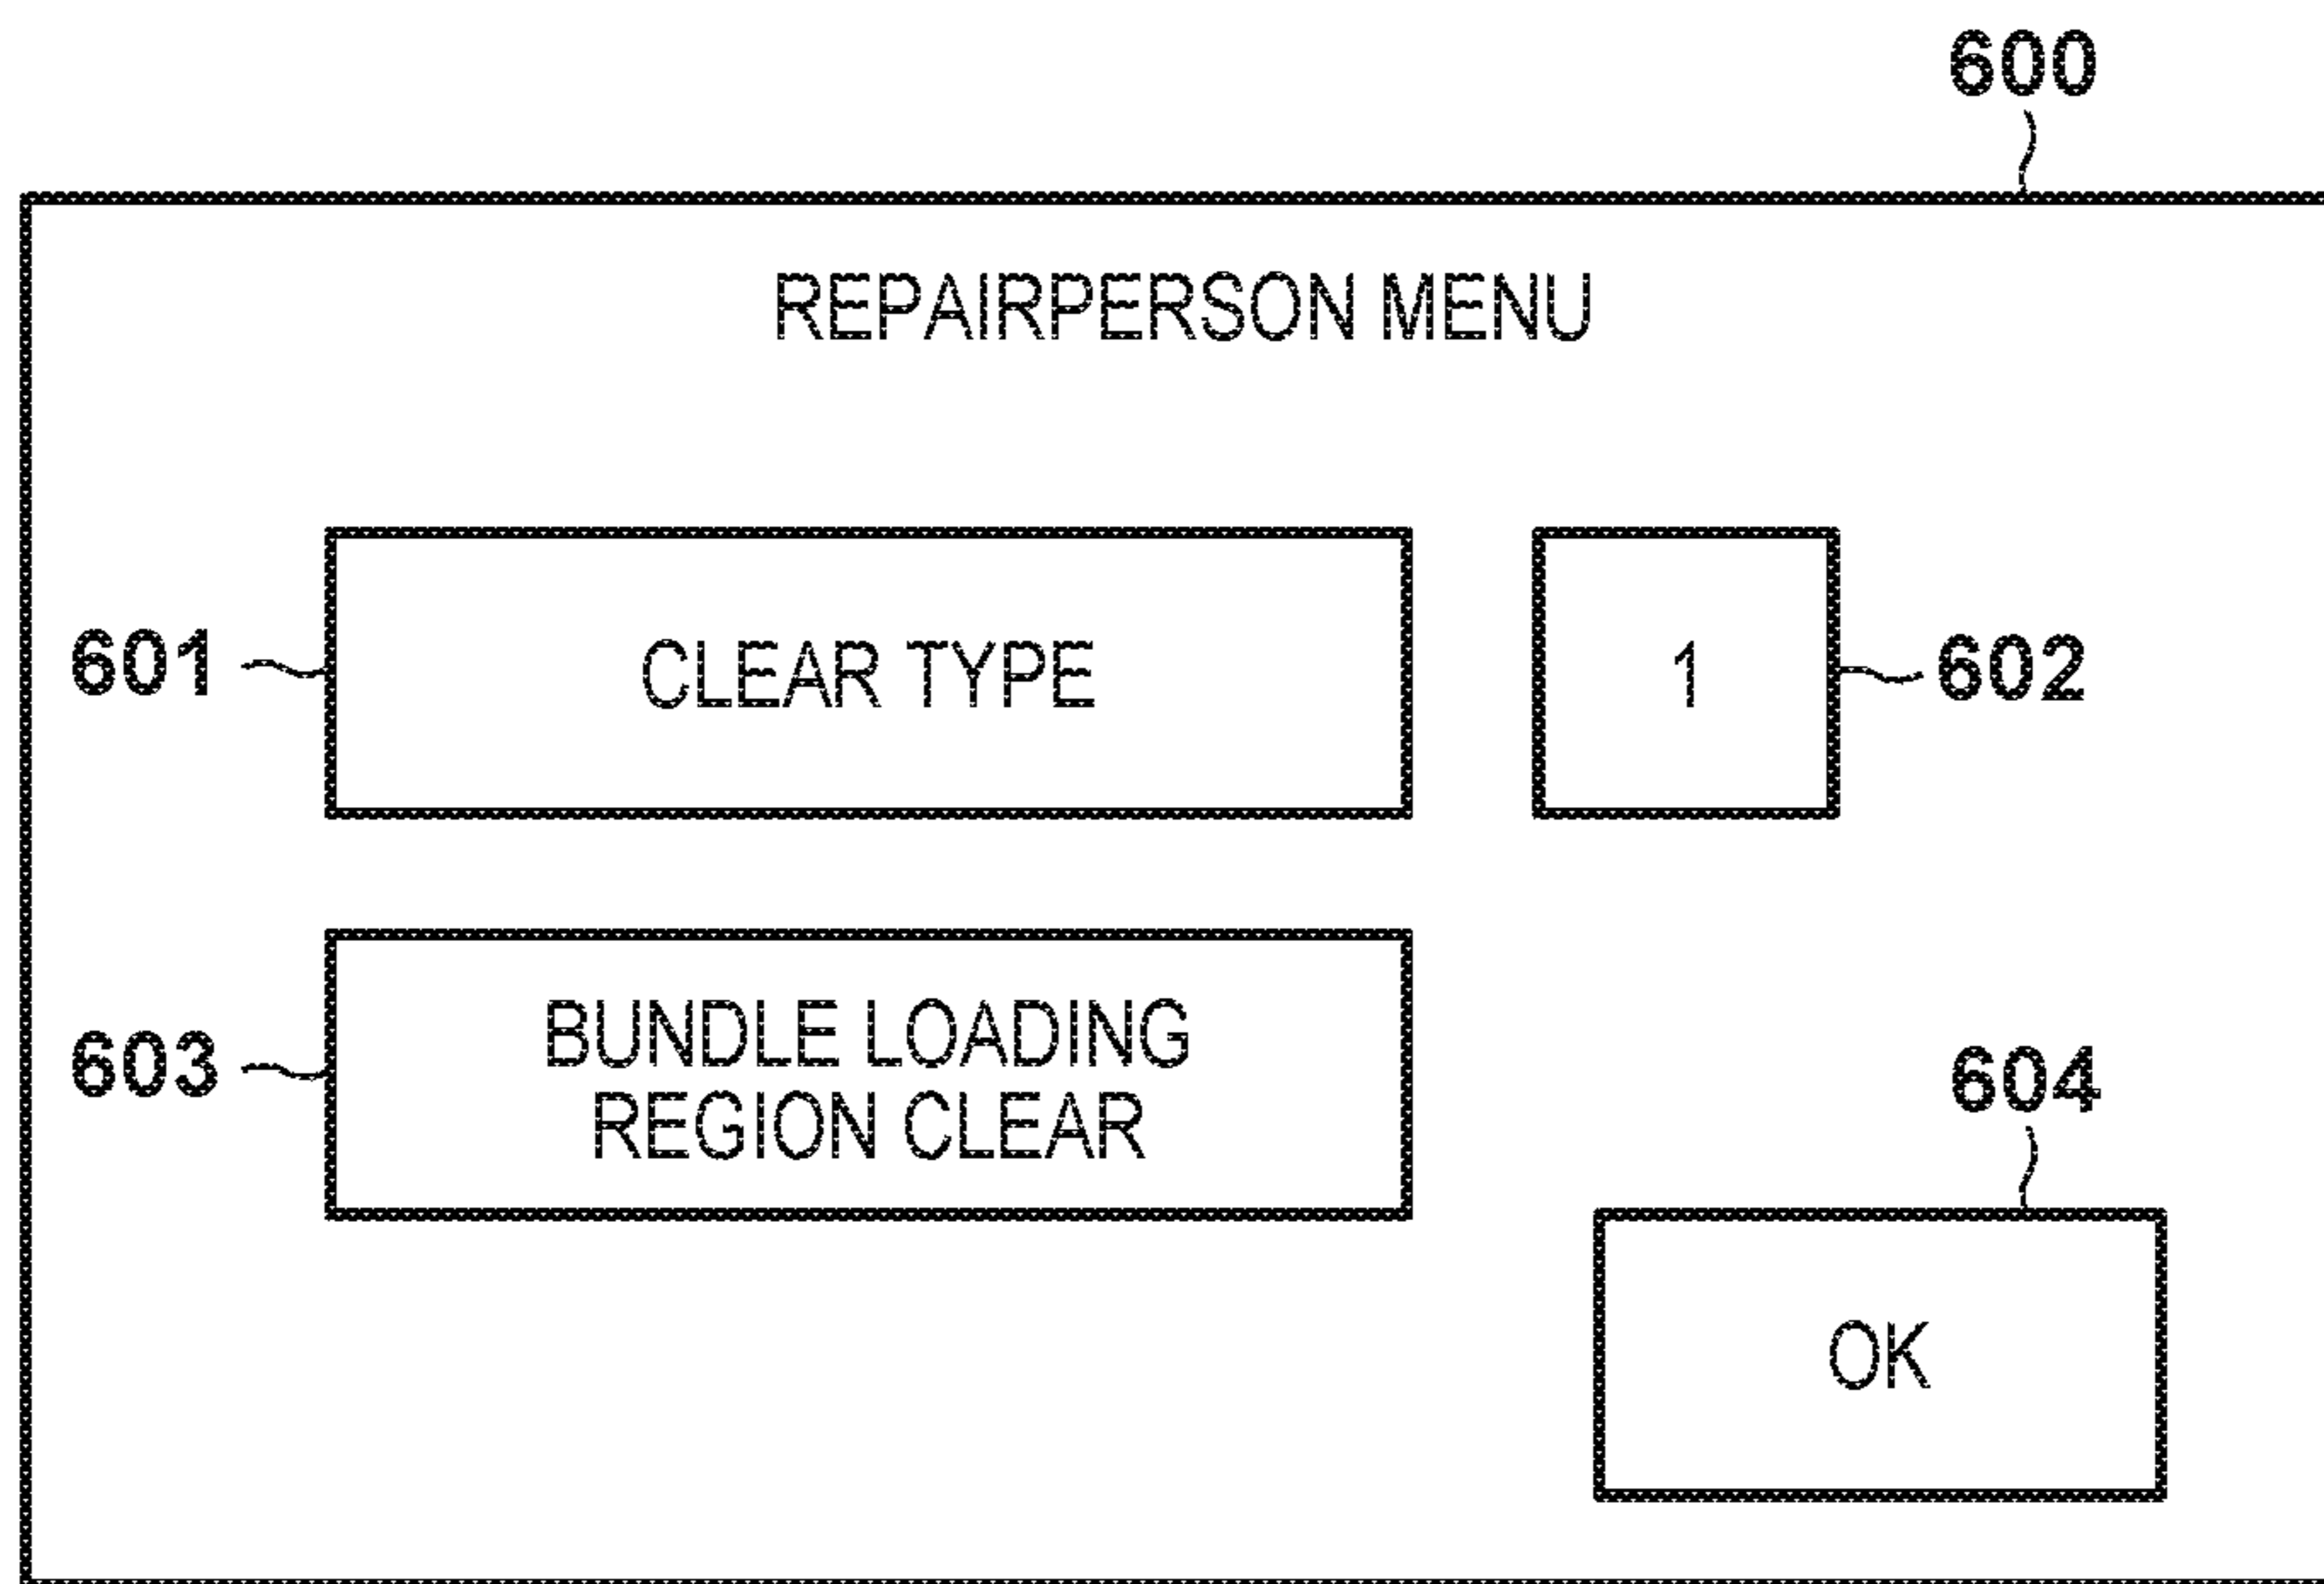 600
REPAIRPERSON MENU
601
CLEAR TYPE
1
602
603
BUNDLE LOADING
REGION CLEAR
604
OK